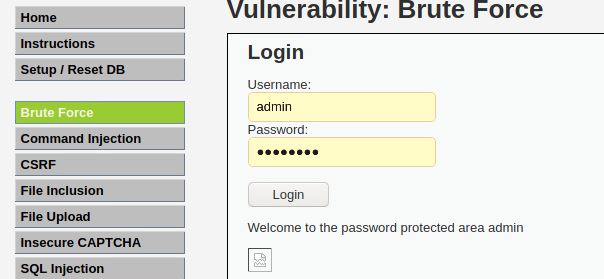 Vulnerability: Brute Force
Home
Instructions
Setup / Reset DB
Brute Force
Command Injection
CSRF
File Inclusion
File Upload
Insecure CAPTCHA
SQL Injection
Login
Username:
admin
Password:
●●●●●●●●
Login
Welcome to the password protected area admin